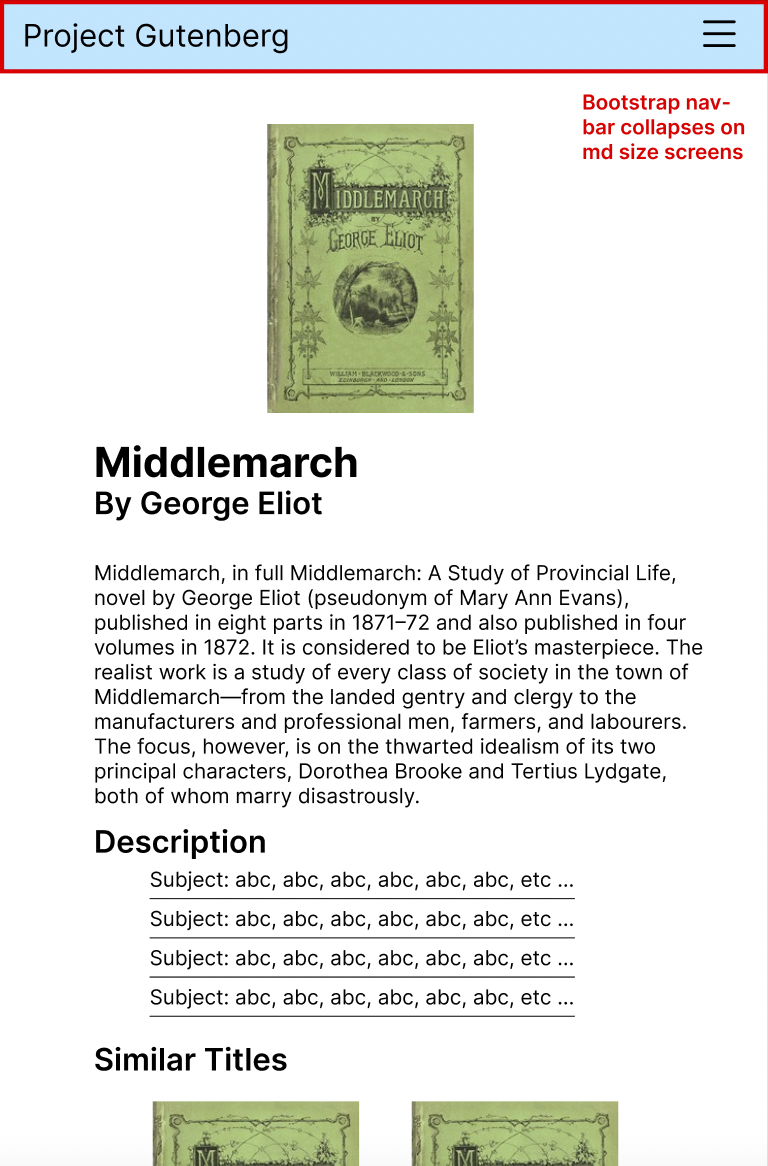 Project Gutenberg
Bootstrap nav-
bar collapses on
md size screens
MIDDLEMARCH
BY
GEORGE ELIOT
WILLIAM·BLACKWOOD·&·SONS
EDINBURGH·AND·LONDON
Middlemarch
By George Eliot
Middlemarch, in full Middlemarch: A Study of Provincial Life,
novel by George Eliot (pseudonym of Mary Ann Evans),
published in eight parts in 1871–72 and also published in four
volumes in 1872. It is considered to be Eliot’s masterpiece. The
realist work is a study of every class of society in the town of
Middlemarch—from the landed gentry and clergy to the
manufacturers and professional men, farmers, and labourers.
The focus, however, is on the thwarted idealism of its two
principal characters, Dorothea Brooke and Tertius Lydgate,
both of whom marry disastrously.
Description
Subject: abc, abc, abc, abc, abc, abc, etc ...
Subject: abc, abc, abc, abc, abc, abc, etc ...
Subject: abc, abc, abc, abc, abc, abc, etc ...
Subject: abc, abc, abc, abc, abc, abc, etc ...
Similar Titles